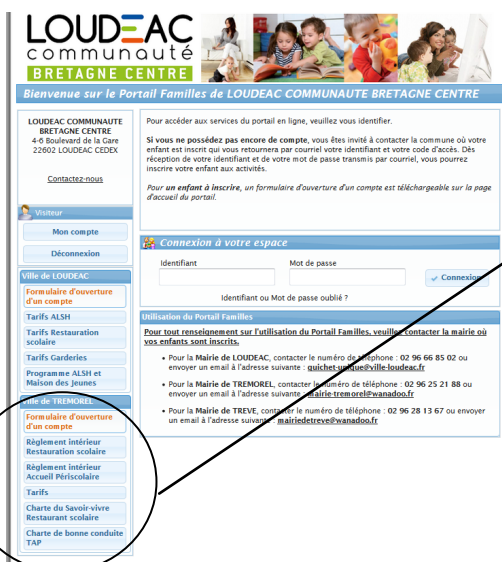 LOUDEAC
communauté
BRETAGNE CENTRE
Bienvenue sur le Portail Familles de LOUDEAC COMMUNAUTE BRETAGNE CENTRE
LOUDEAC COMMUNAUTE
BRETAGNE CENTRE
4-6 Boulevard de la Gare
22602 LOUDEAC CEDEX
Contactez-nous
Visiteur
Mon compte
Déconnexion
Ville de LOUDEAC
Formulaire d'ouverture
d'un compte
Tarifs ALSH
Tarifs Restauration
scolaire
Tarifs Garderies
Programme ALSH et
Maison des Jeunes
Ville de TREMOREL
Formulaire d'ouverture
d'un compte
Règlement intérieur
Restauration scolaire
Règlement intérieur
Accueil Périscolaire
Tarifs
Charte du Savoir-vivre
Restaurant scolaire
Charte de bonne conduite
TAP
Pour accéder aux services du portail en ligne, veuillez vous identifier.
Si vous ne possédez pas encore de compte, vous êtes invité à contacter la commune où votre
enfant est inscrit qui vous retournera par courriel votre identifiant et votre code d'accès. Dès
réception de votre identifiant et de votre mot de passe transmis par courriel, vous pourrez
inscrire votre enfant aux activités.
Pour un enfant à inscrire, un formulaire d'ouverture d'un compte est téléchargeable sur la page
d'accueil du portail.
Connexion à votre espace
Identifiant Mot de passe
Connexion
Identifiant ou Mot de passe oublié ?
Utilisation du Portail Familles
Pour tout renseignement sur l'utilisation du Portail Familles, veuillez contacter la mairie où
vos enfants sont inscrits.
• Pour la Mairie de LOUDEAC, contacter le numéro de téléphone : 02 96 66 85 02 ou
envoyer un email à l'adresse suivante : guichet-unique@ville-loudeac.fr
• Pour la Mairie de TREMOREL, contacter le numéro de téléphone : 02 96 25 21 88 ou
envoyer un email à l'adresse suivante : mairie-tremorel@wanadoo.fr
• Pour la Mairie de TREVE, contacter le numéro de téléphone : 02 96 28 13 67 ou envoyer
un email à l'adresse suivante : mairiedetreve@wanadoo.fr